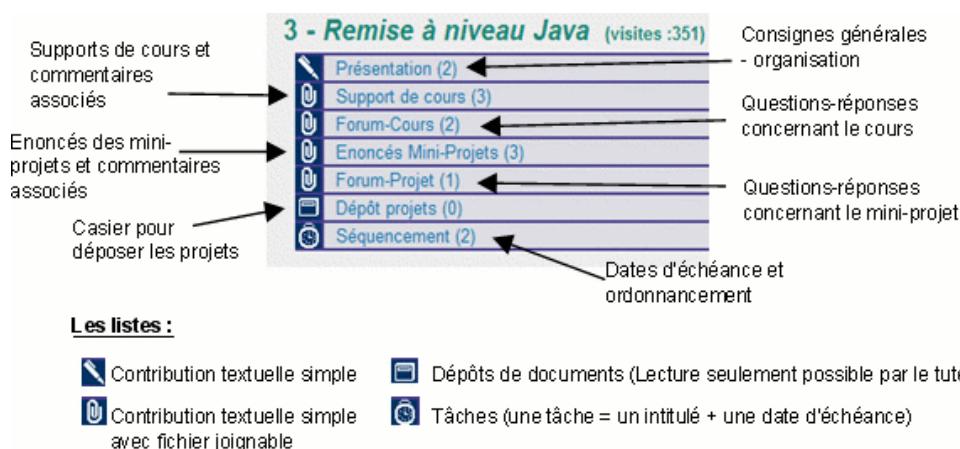 3 - Remise à niveau Java (visites :351)
Supports de cours et
commentaires
associés
Enoncés des mini-
projets et commentaires
associés
Casier pour
déposer les projets
Présentation (2)
Support de cours (3)
Forum-Cours (2)
Enoncés Mini-Projets (3)
Forum-Projet (1)
Dépôt projets (0)
Séquencement (2)
Consignes générales
- organisation
Questions-réponses
concernant le cours
Questions-réponses
concernant le mini-projet
Dates d'échéance et
ordonnancement
Les listes :
Contribution textuelle simple
Dépôts de documents (Lecture seulement possible par le
Contribution textuelle simple
avec fichier joignable
Tâches (une tâche = un intitulé + une date d'échéance)